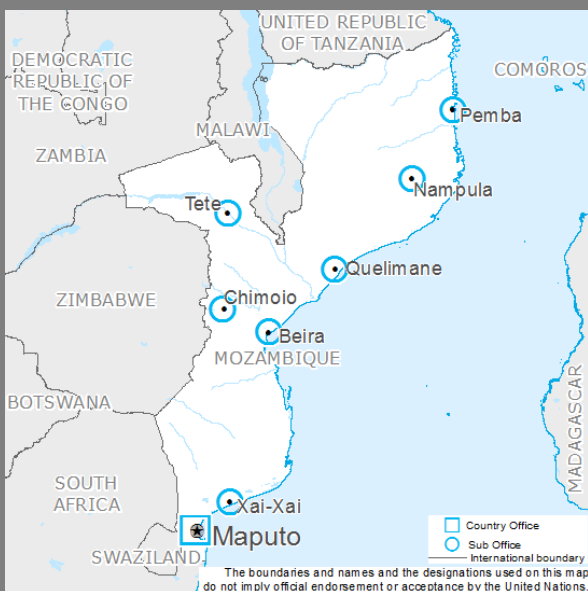 UNITED REPUBLIC
OF TANZANIA
DEMOCRATIC
REPUBLIC OF
THE CONGO
COMOROS
Pemba
MALAWI
ZAMBIA
Nampula
Tete
Quelimane
Chimoio
ZIMBABWE
Beira
MOZAMBIQUE
BOTSWANA
MADAGASCAR
SOUTH
AFRICA
Xai-Xai
Maputo
SWAZILAND
Country Office
Sub Office
International boundary
The boundaries and names and the designations used on this map
do not imply official endorsement or acceptance by the United Nations.